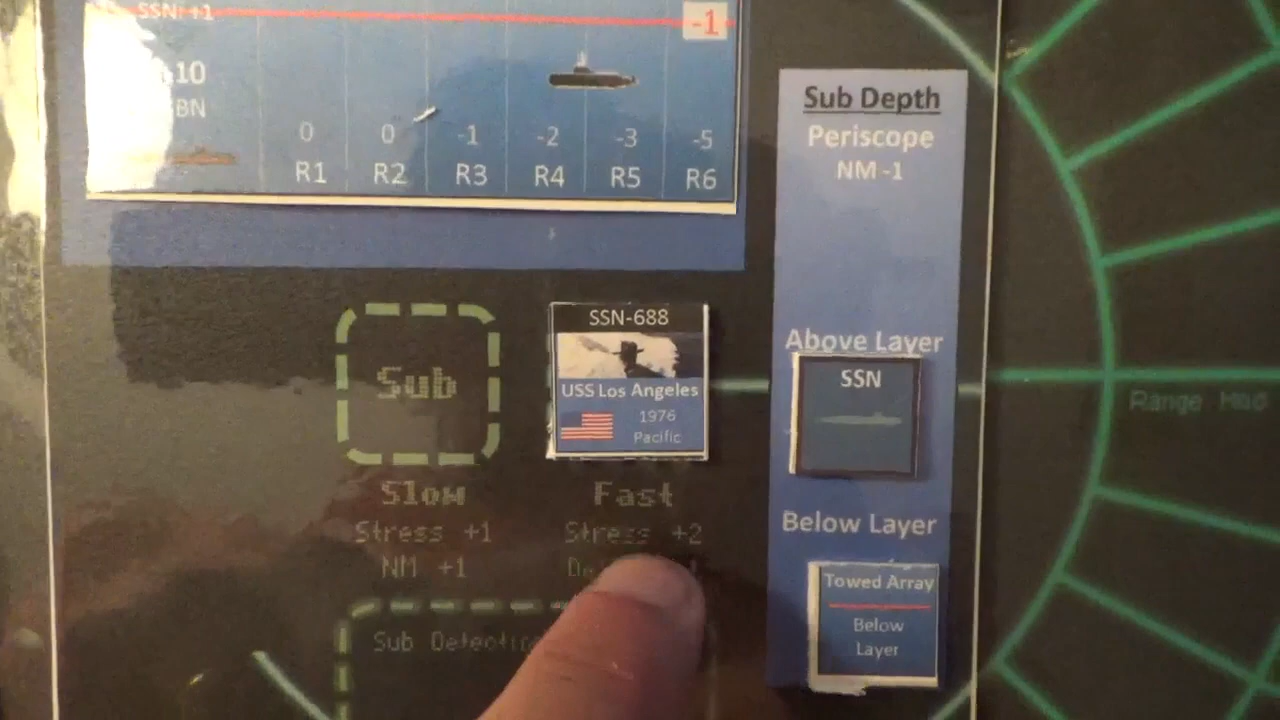 SSN: +1
-1
10
BN
0 0 -1 -2 -3 -5
R1 R2 R3 R4 R5 R6
Sub Depth
Periscope
NM -1
Above Layer
SSN
Below Layer
Towed Array
Below
Layer
Sub
Slow
Stress +1
NM +1
SSN-688
USS Los Angeles
1976
Pacific
Fast
Stress +2
Sub
Range